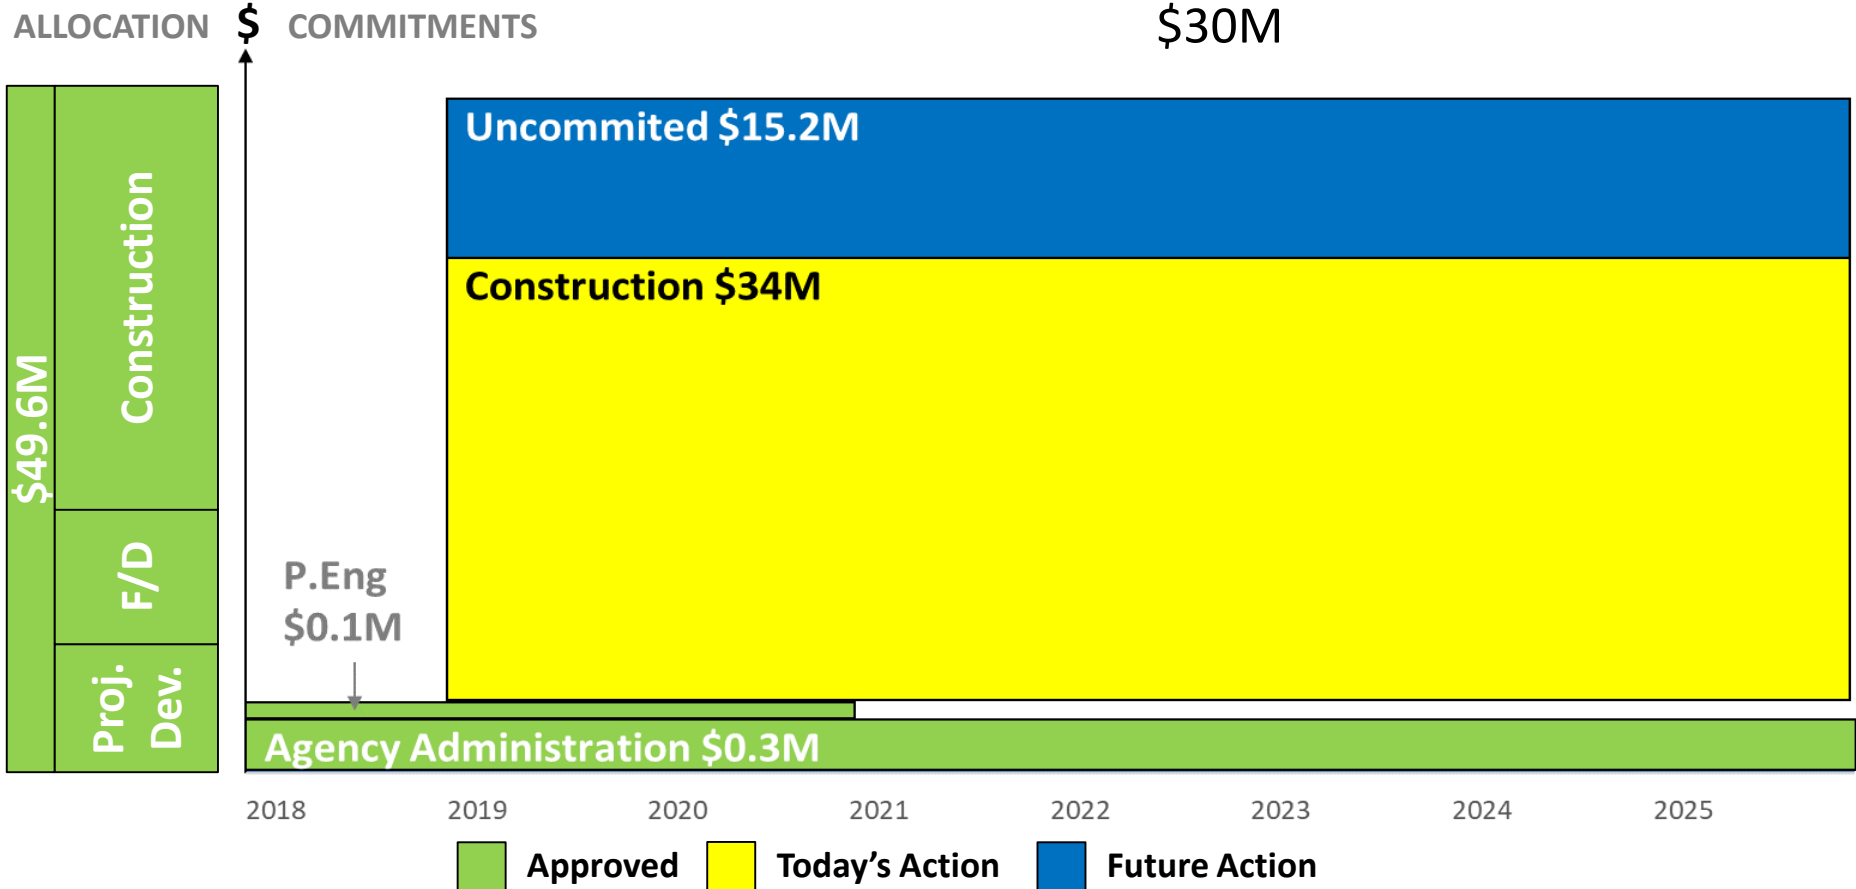 ALLOCATION $ COMMITMENTS
$30M
$49.6M
Construction
F/D
Proj.
Dev.
Uncommited $15.2M
Construction $34M
P.Eng
$0.1M
Agency Administration $0.3M
2018 2019 2020 2021 2022 2023 2024 2025
Approved Today's Action Future Action